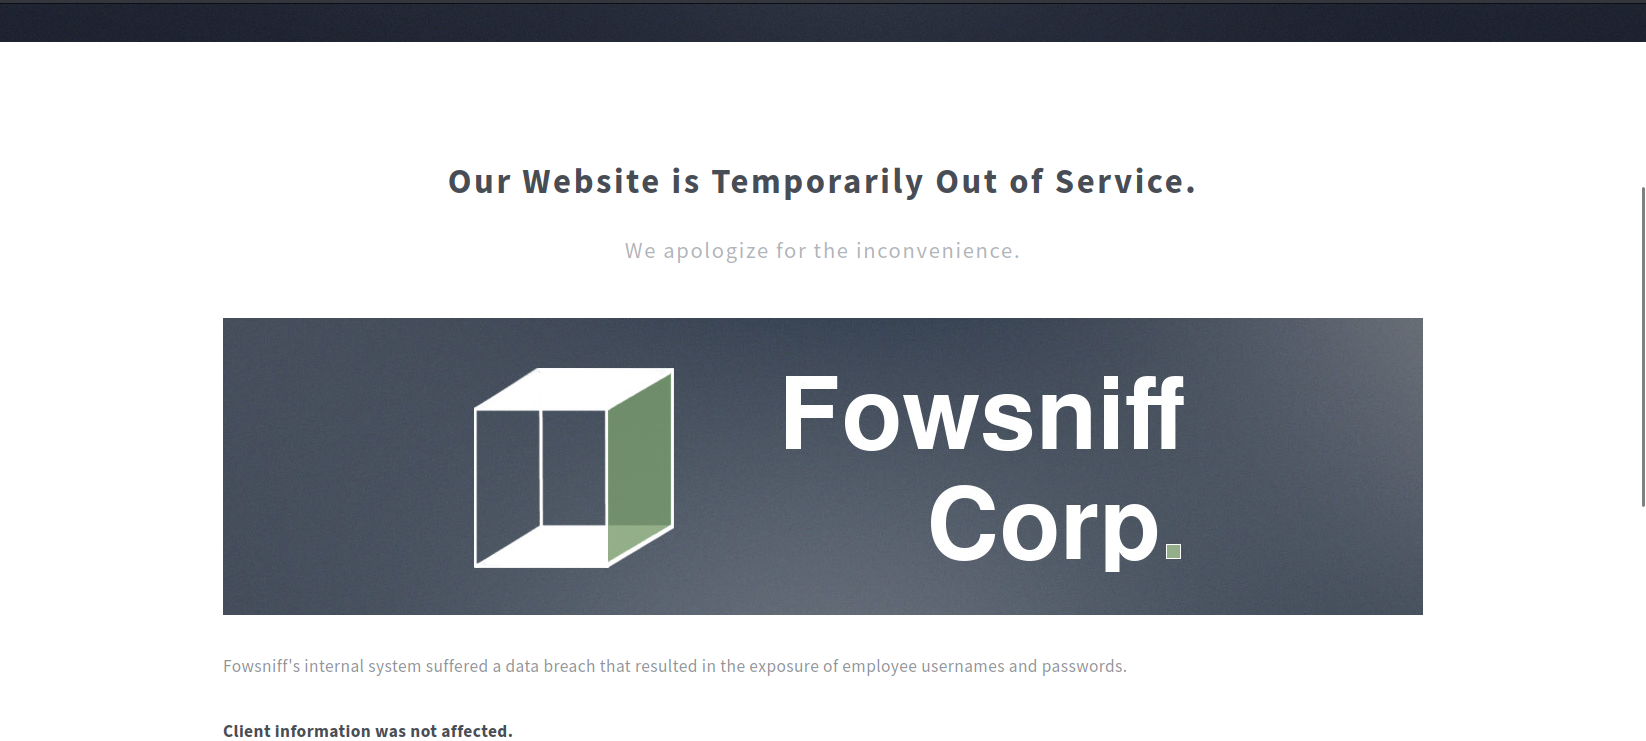 Our Website is Temporarily Out of Service.
We apologize for the inconvenience.
Fowsniff
Corp.
Fowsniff's internal system suffered a data breach that resulted in the exposure of employee usernames and passwords.
Client information was not affected.